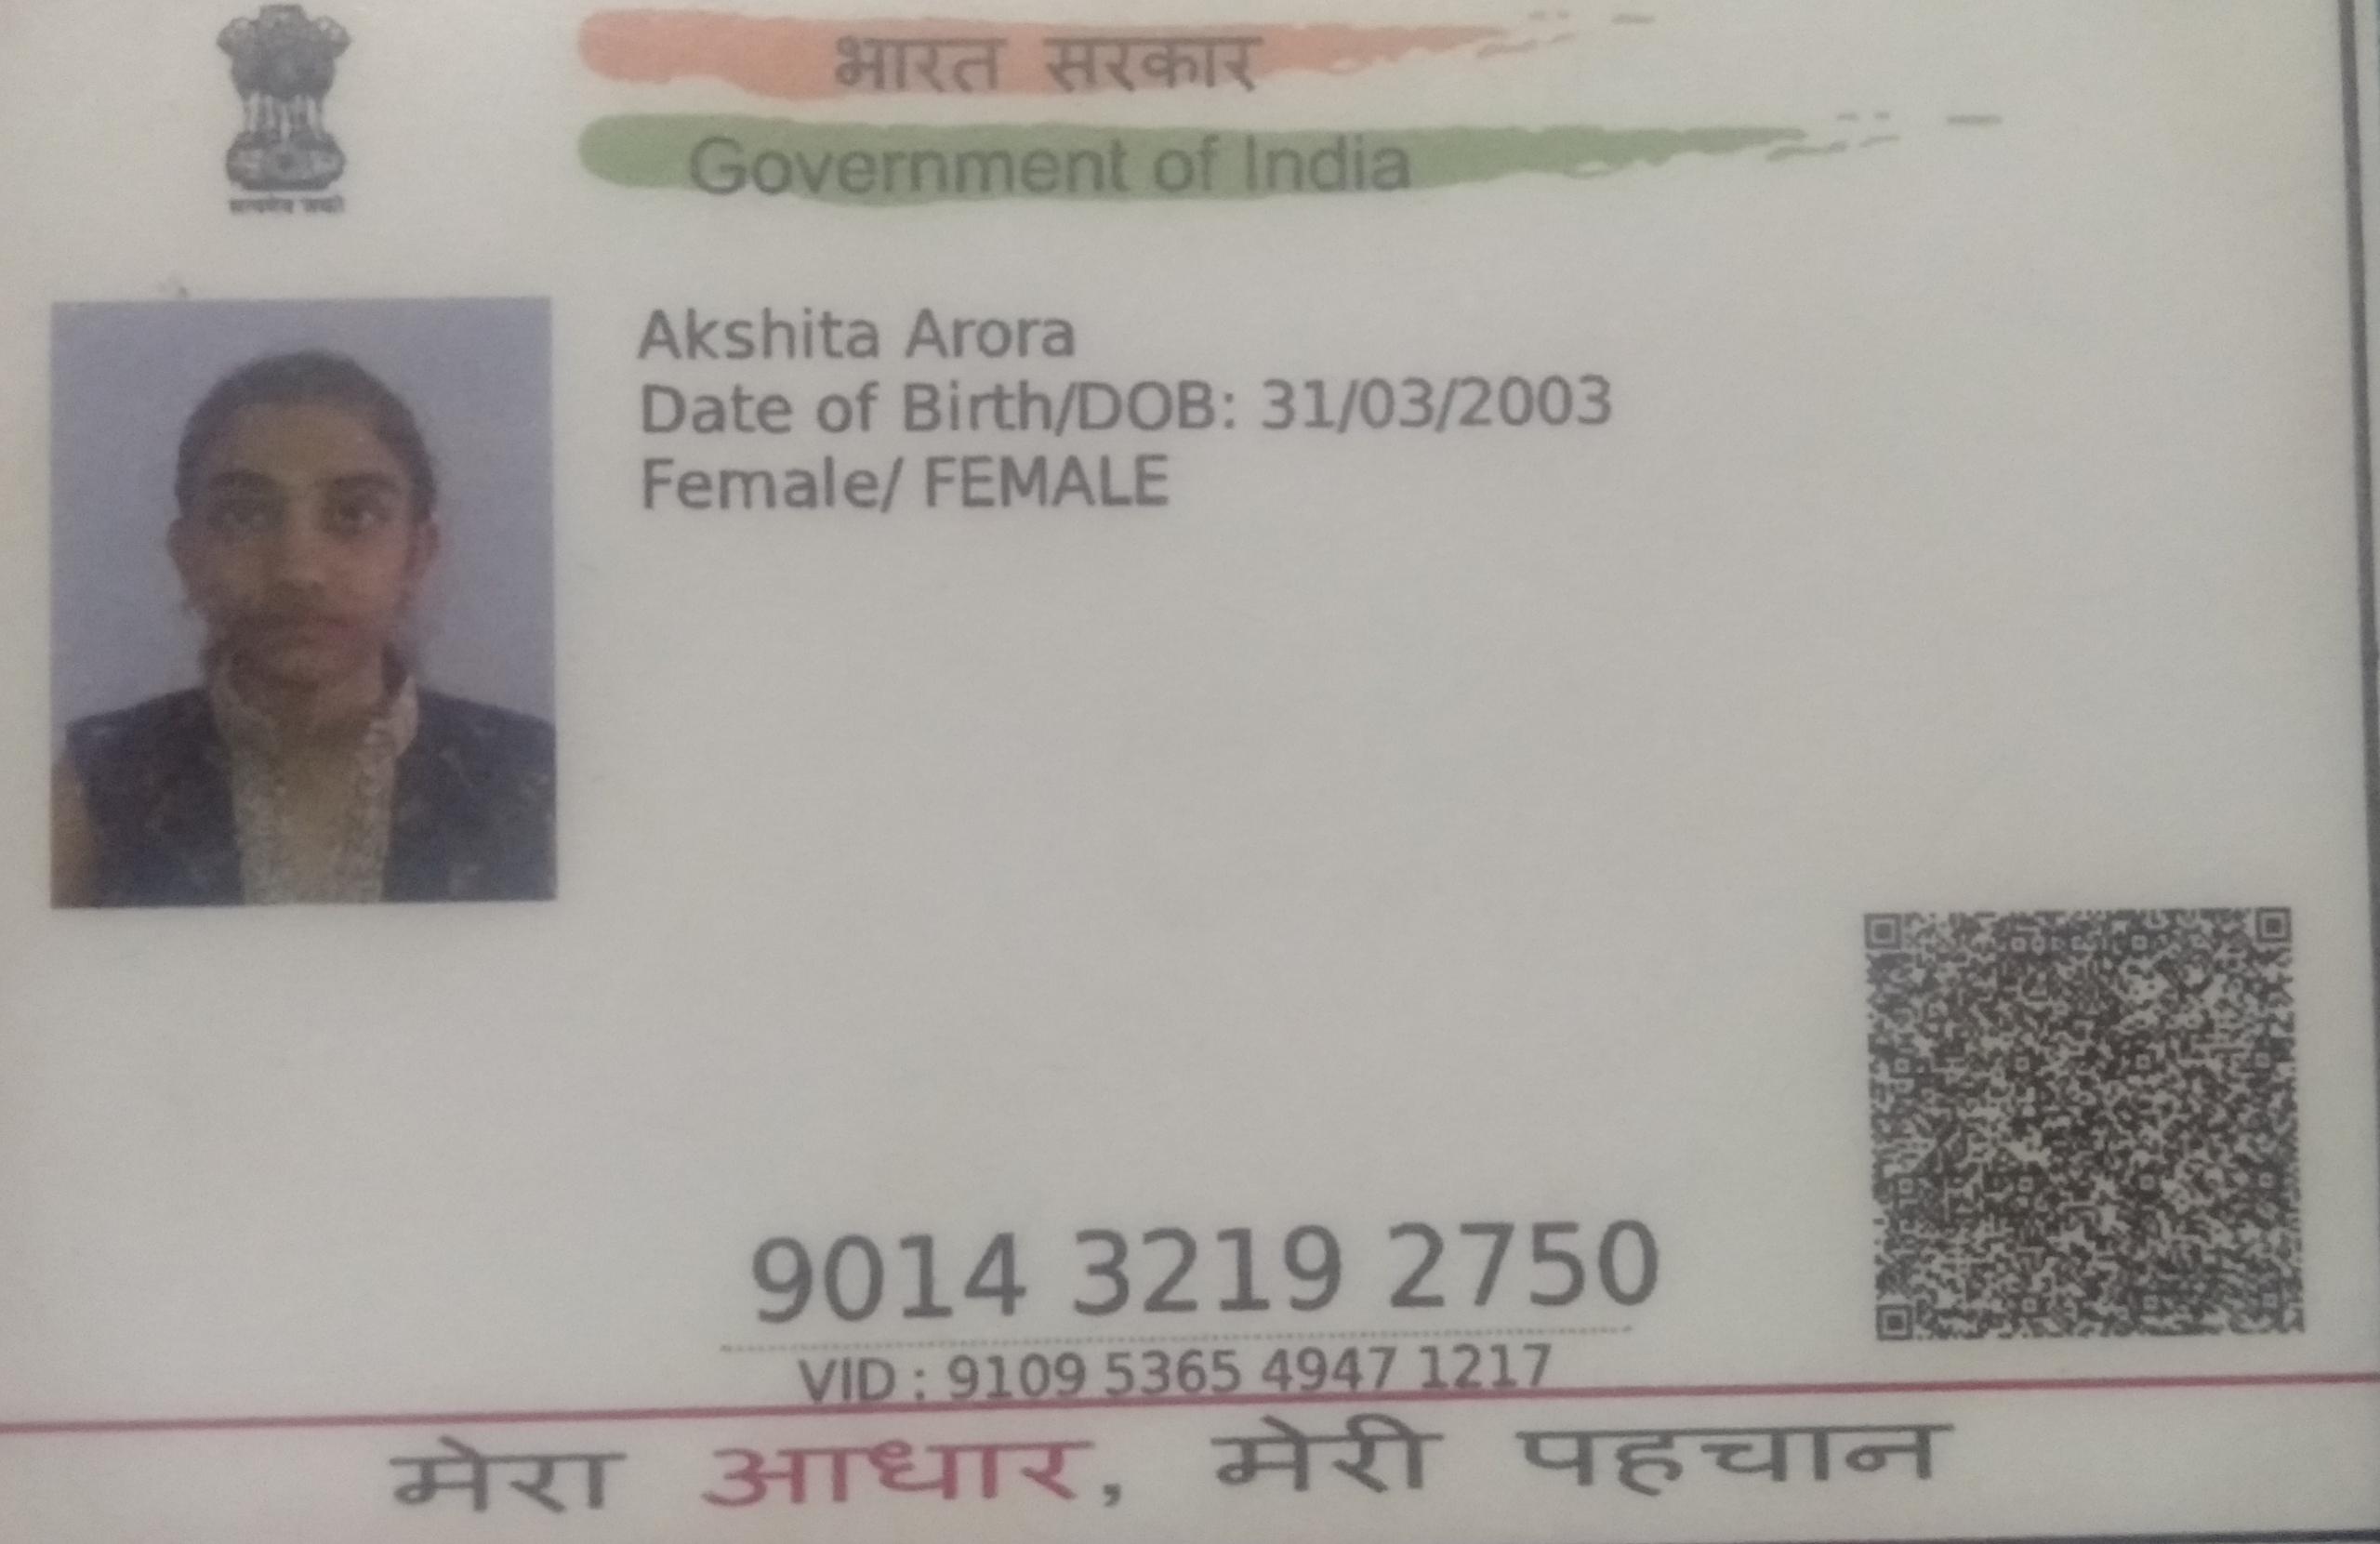 भारत सरकार
Government of India
सत्यमेव जयते
Akshita Arora
Date of Birth/DOB: 31/03/2003
Female/ FEMALE
9014 3219 2750
VID : 9109 5365 4947 1217
मेरा आधार, मेरी पहचान